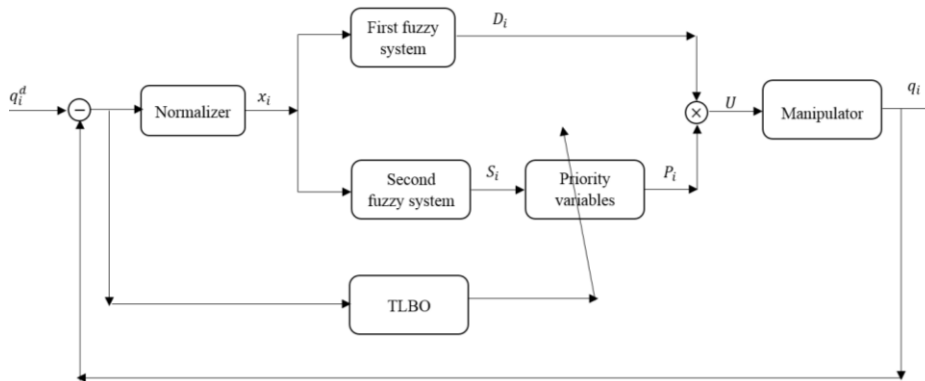 First fuzzy
system
D_i
q_i^d
−
Normalizer
x_i
×
U
Manipulator
q_i
Second
fuzzy system
S_i
Priority
variables
P_i
TLBO